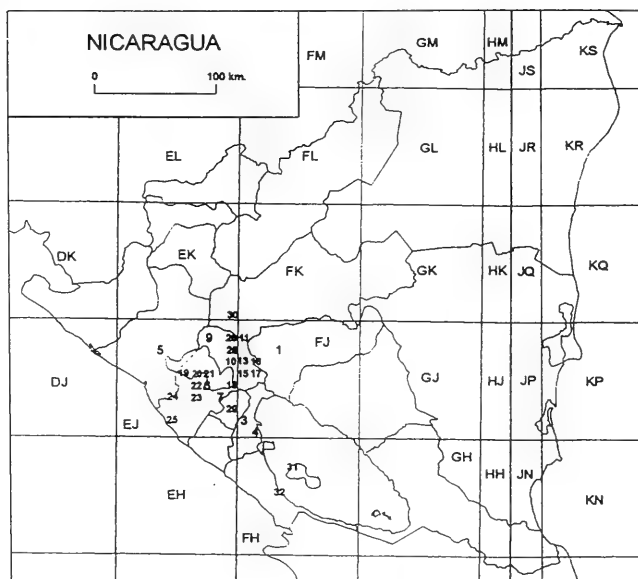 NICARAGUA
0 100 km.
FM GM HM JS KS
EL FL GL HL JR KR
DK EK FK GK HK JQ KQ
30
5 9 11 1 FJ
10 13 16
DJ 19 20 21 15 17 GJ HJ JP KP
22
24 23 7
EJ 25 29 3
4
GH
EH 31 HH JN KN
32
FH